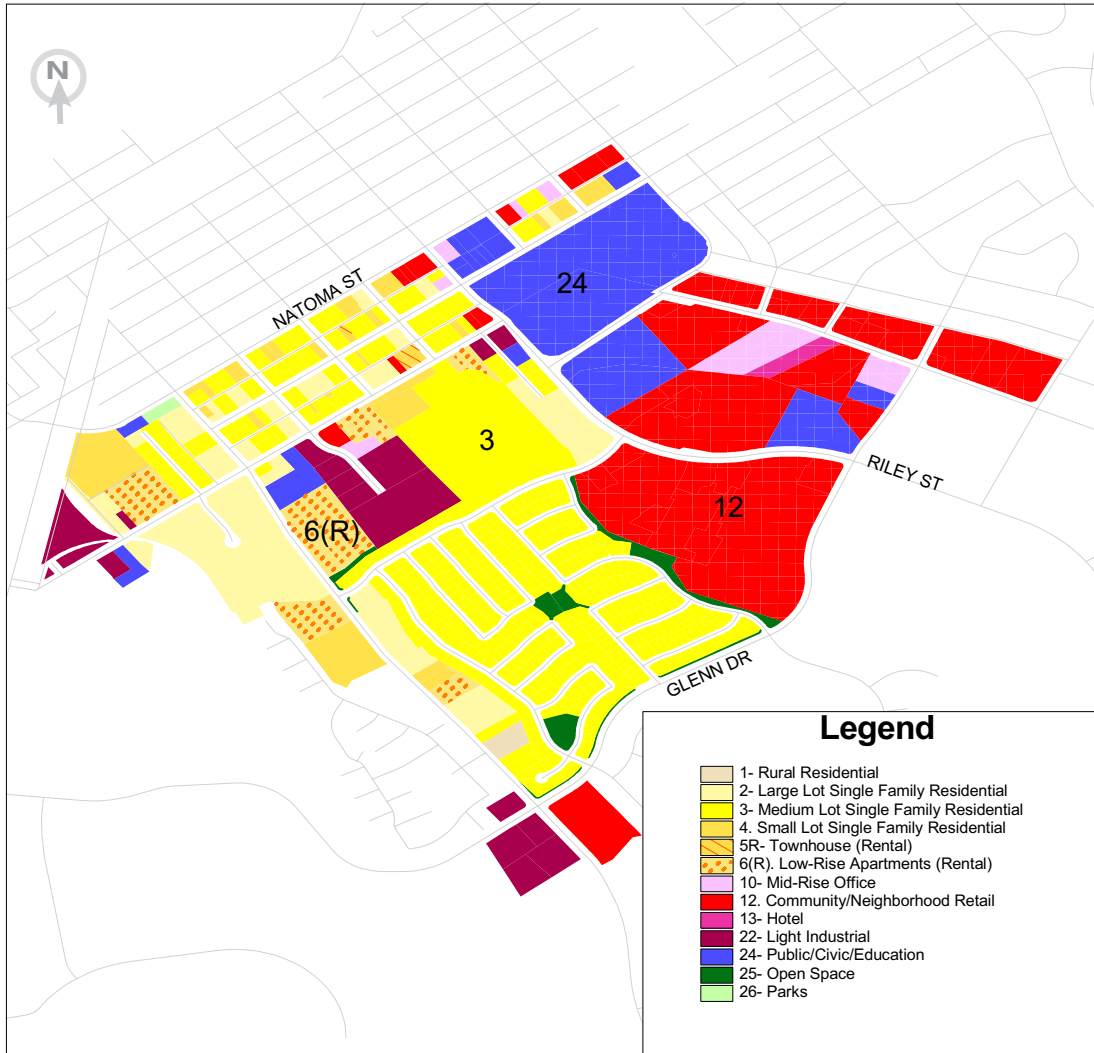 N
NATOMA ST
24
3
12
RILEY ST
6(R)
GLENN DR
Legend
1- Rural Residential
2- Large Lot Single Family Residential
3- Medium Lot Single Family Residential
4. Small Lot Single Family Residential
5R- Townhouse (Rental)
6(R). Low-Rise Apartments (Rental)
10- Mid-Rise Office
12. Community/Neighborhood Retail
13- Hotel
22- Light Industrial
24- Public/Civic/Education
25- Open Space
26- Parks